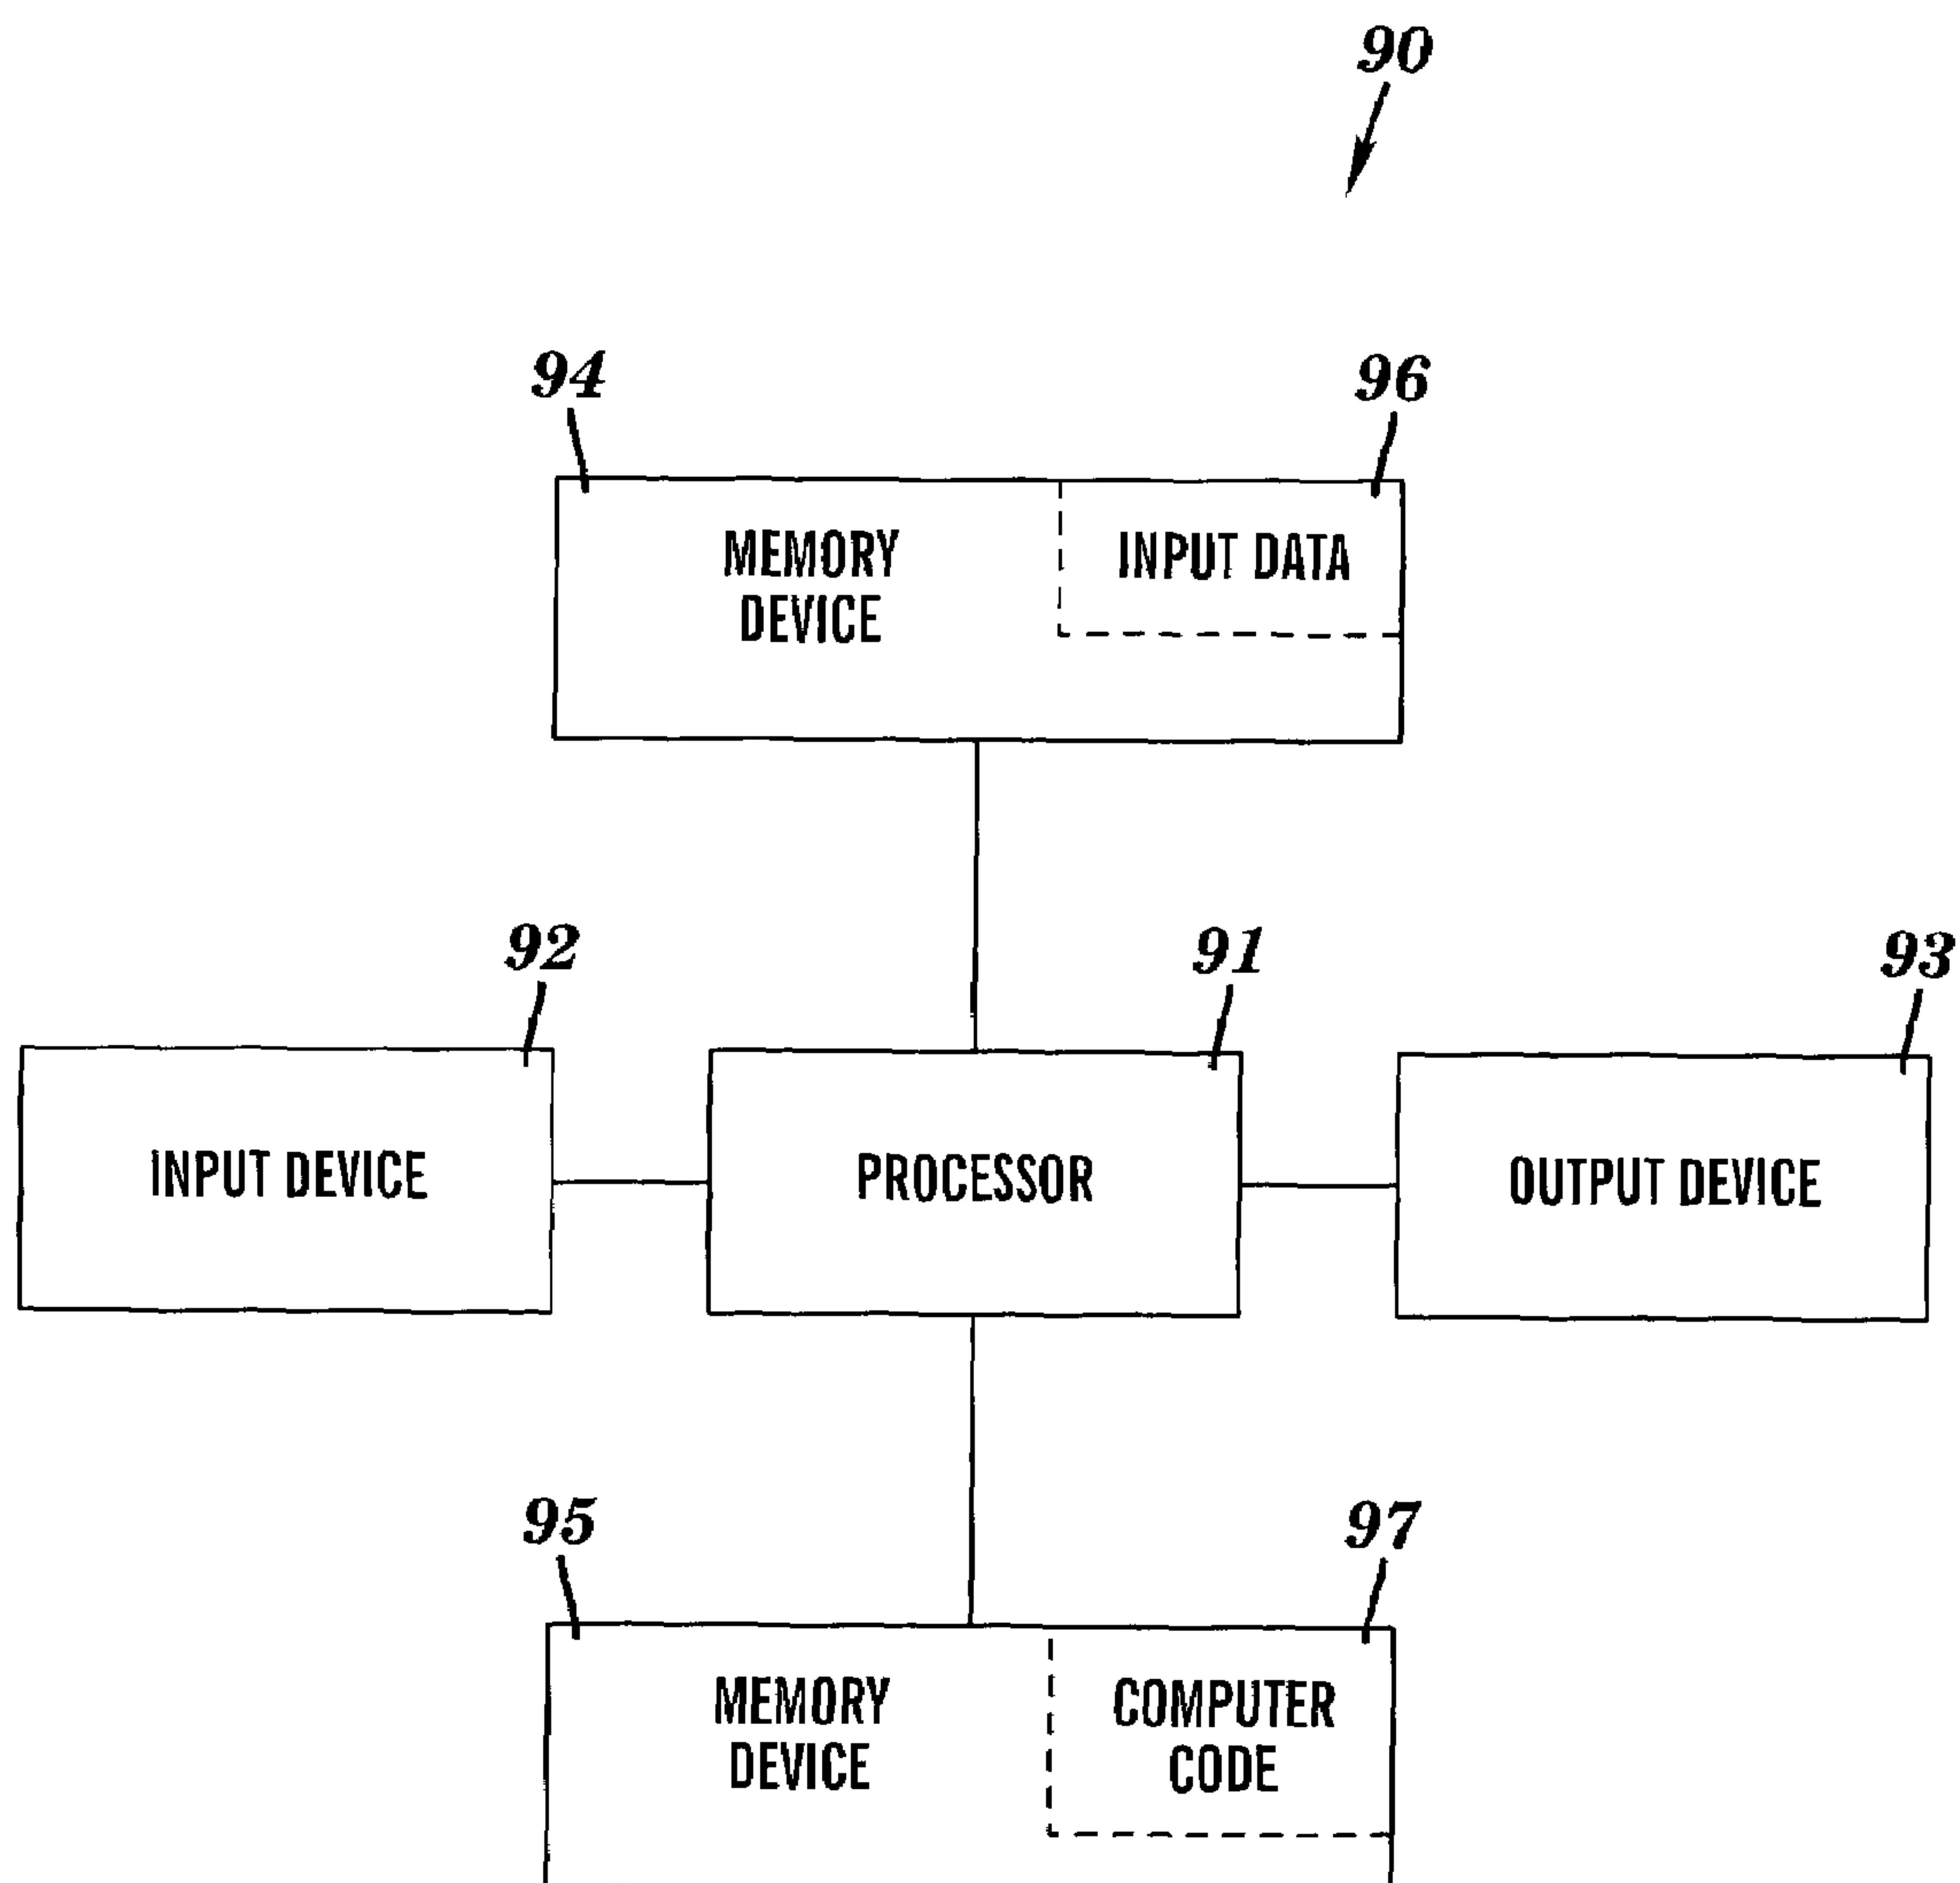 90
94
96
MEMORY
DEVICE
INPUT DATA
92
91
93
INPUT DEVICE
PROCESSOR
OUTPUT DEVICE
95
97
MEMORY
DEVICE
COMPUTER
CODE